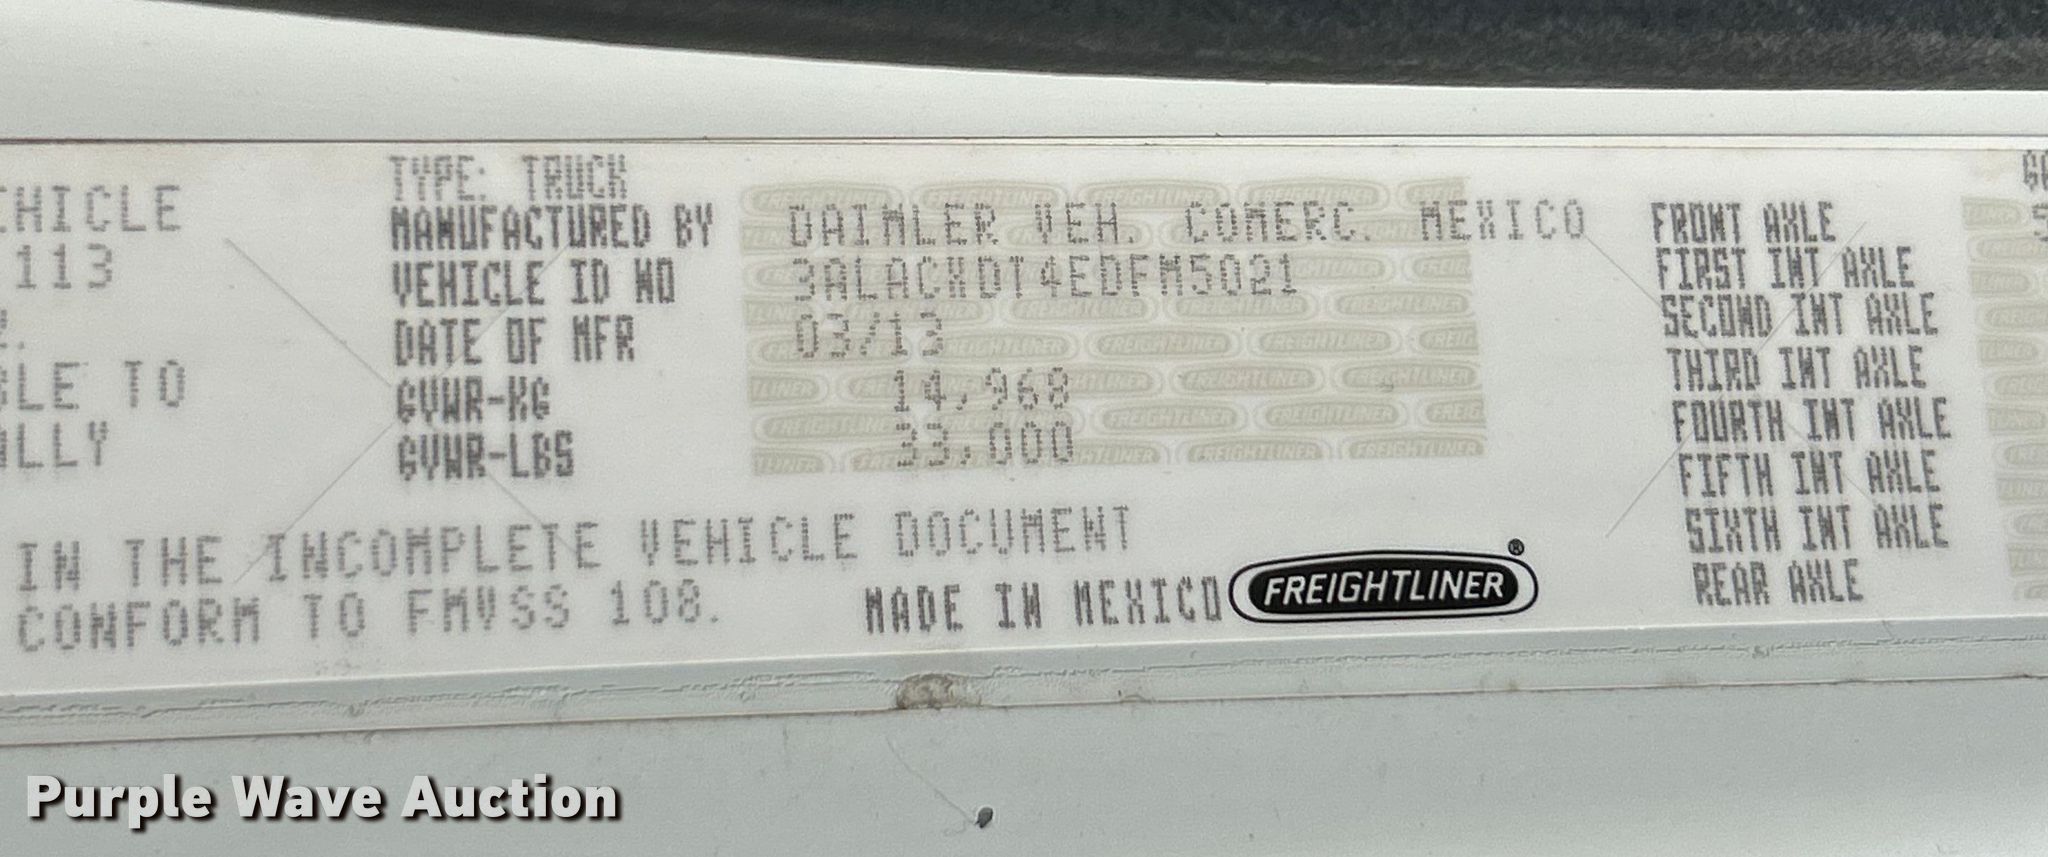 TYPE: TRUCK
EHICLE
MANUFACTURED BY DAIMLER VEH. COMERC. MEXICO
113
VEHICLE ID NO 3ALACXDT4EDFM5021
DATE OF MFR 03/13
GVWR-KG 14,968
GVWR-LBS 33,000
LE TO
LLY
IN THE INCOMPLETE VEHICLE DOCUMENT
CONFORM TO FMVSS 108.
MADE IN MEXICO
FREIGHTLINER®
FRONT AXLE
FIRST INT AXLE
SECOND INT AXLE
THIRD INT AXLE
FOURTH INT AXLE
FIFTH INT AXLE
SIXTH INT AXLE
REAR AXLE
Purple Wave Auction